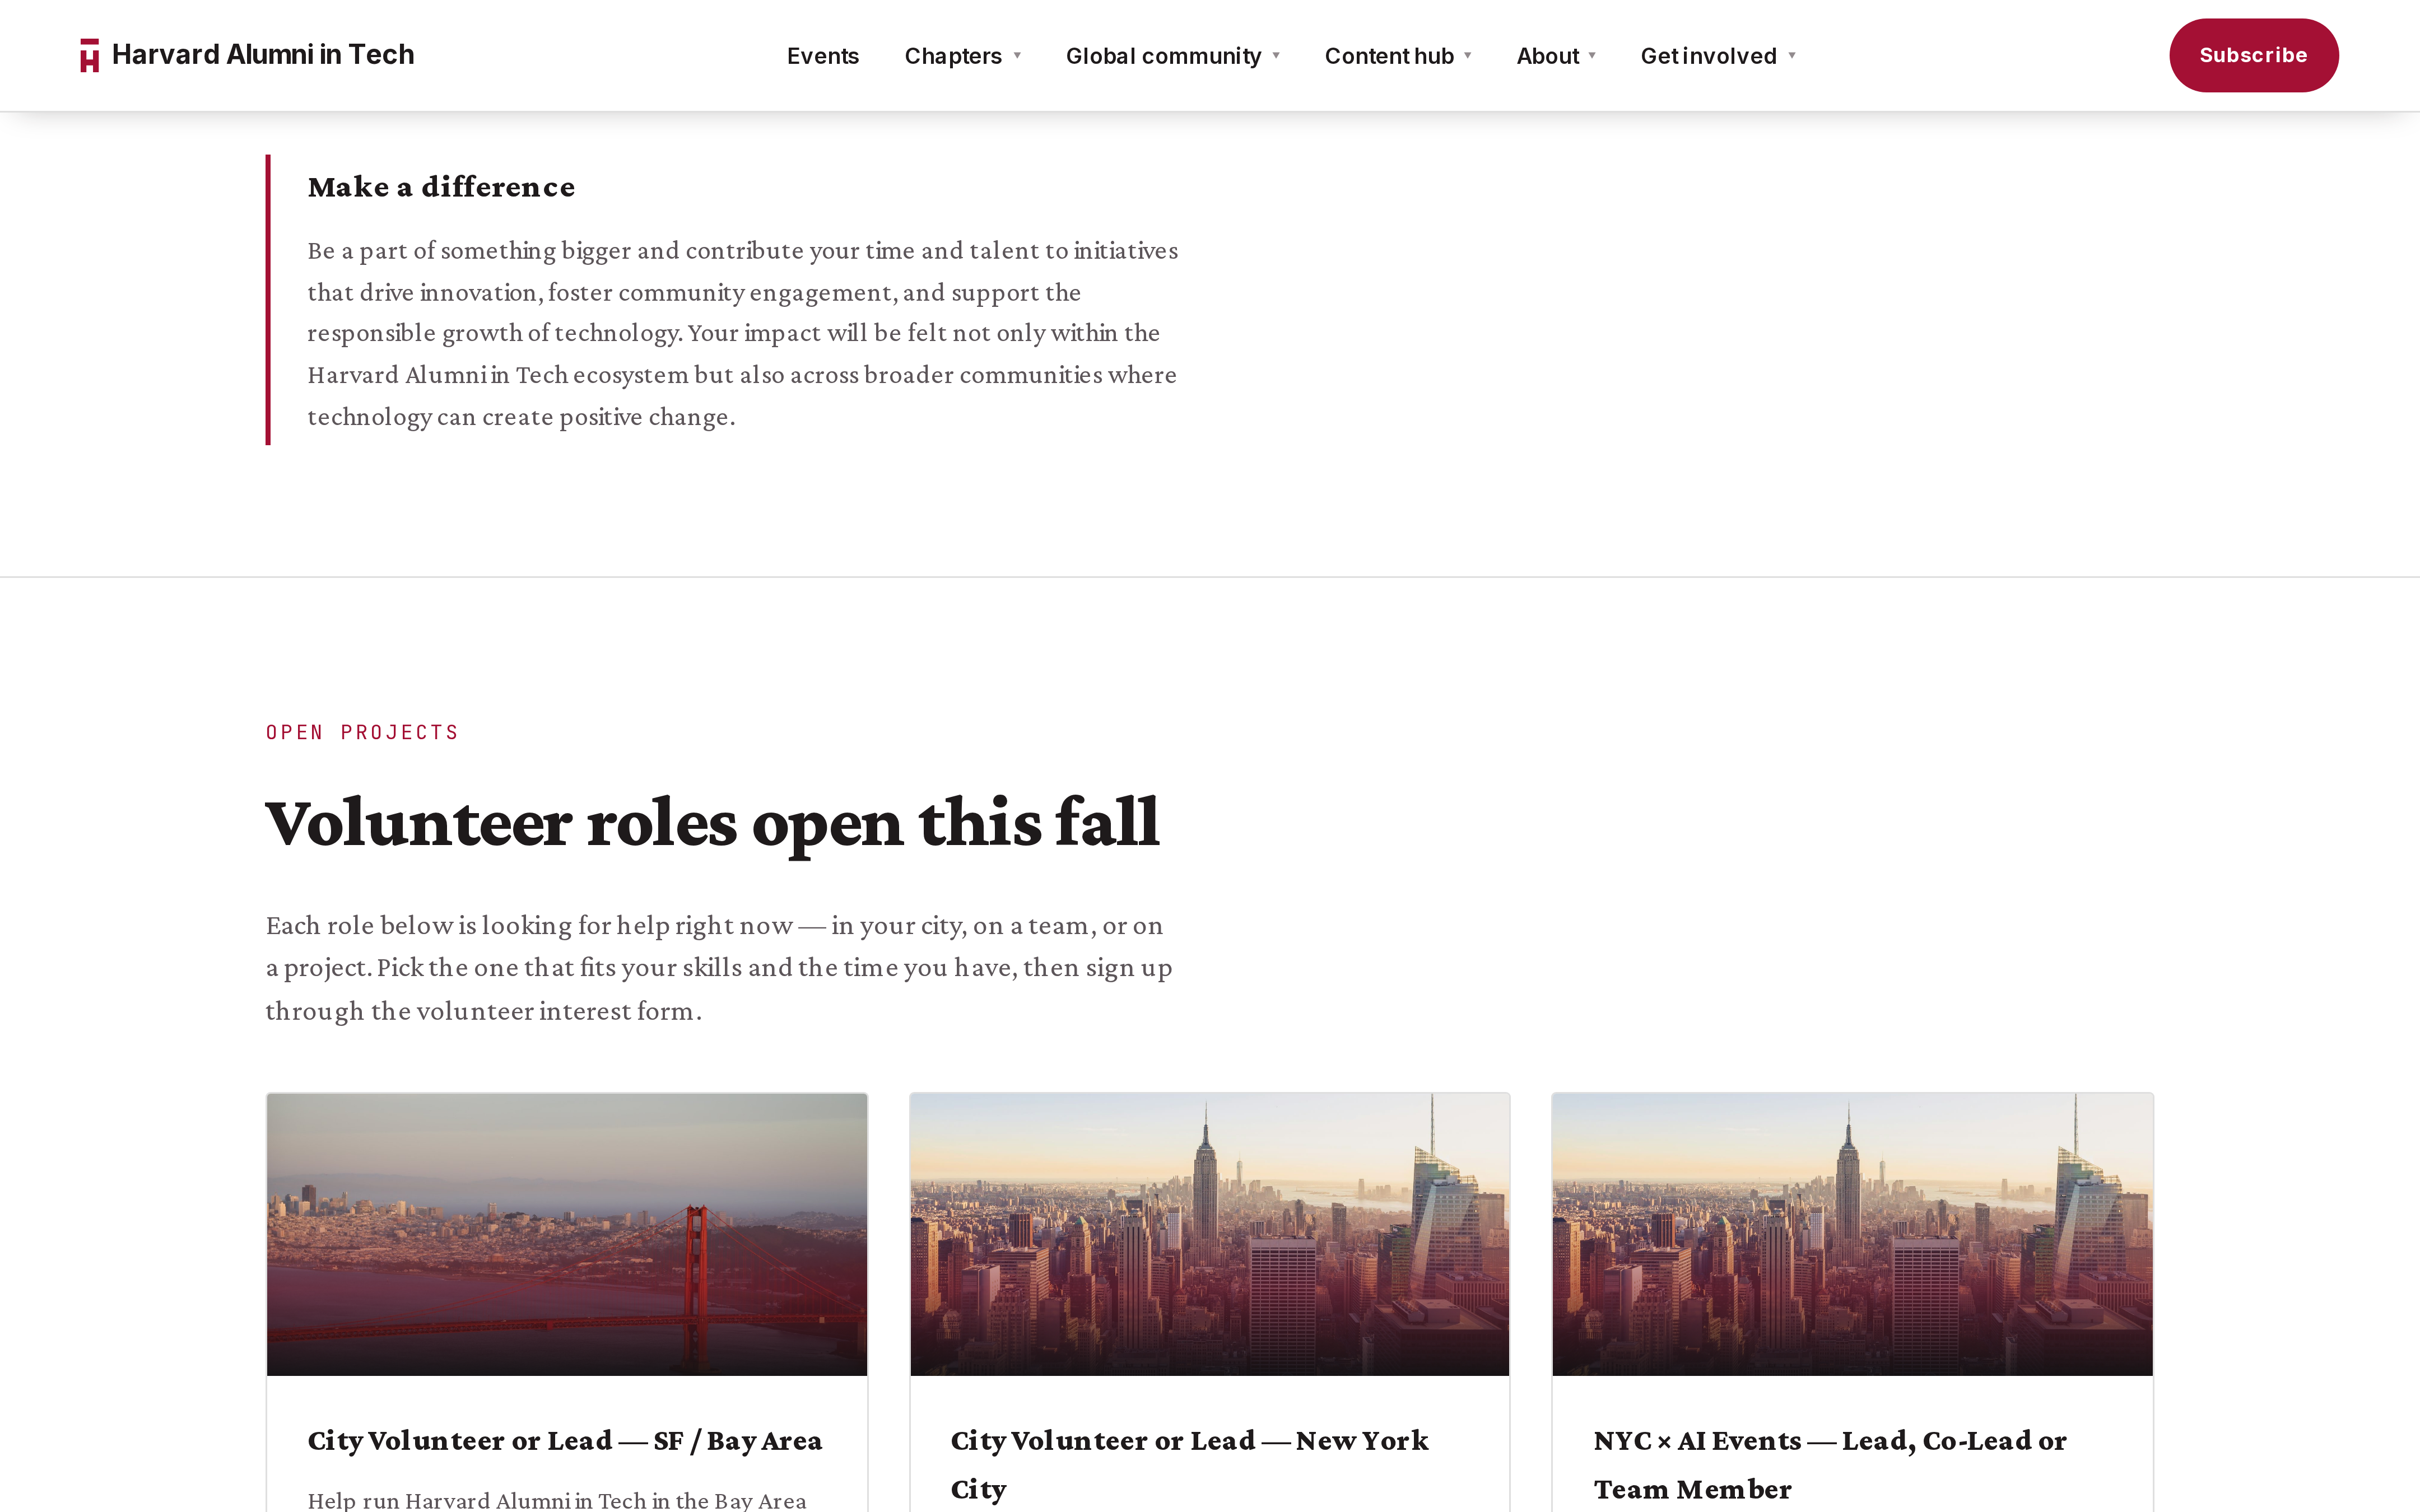 Harvard Alumni in Tech
Events
Chapters
Global community
Content hub
About
Get involved
Subscribe
Make a difference
Be a part of something bigger and contribute your time and talent to initiatives
that drive innovation, foster community engagement, and support the
responsible growth of technology. Your impact will be felt not only within the
Harvard Alumni in Tech ecosystem but also across broader communities where
technology can create positive change.
OPEN PROJECTS
Volunteer roles open this fall
Each role below is looking for help right now — in your city, on a team, or on
a project. Pick the one that fits your skills and the time you have, then sign up
through the volunteer interest form.
City Volunteer or Lead — SF / Bay Area
Help run Harvard Alumni in Tech in the Bay Area
City Volunteer or Lead — New York
City
NYC × AI Events — Lead, Co-Lead or
Team Member